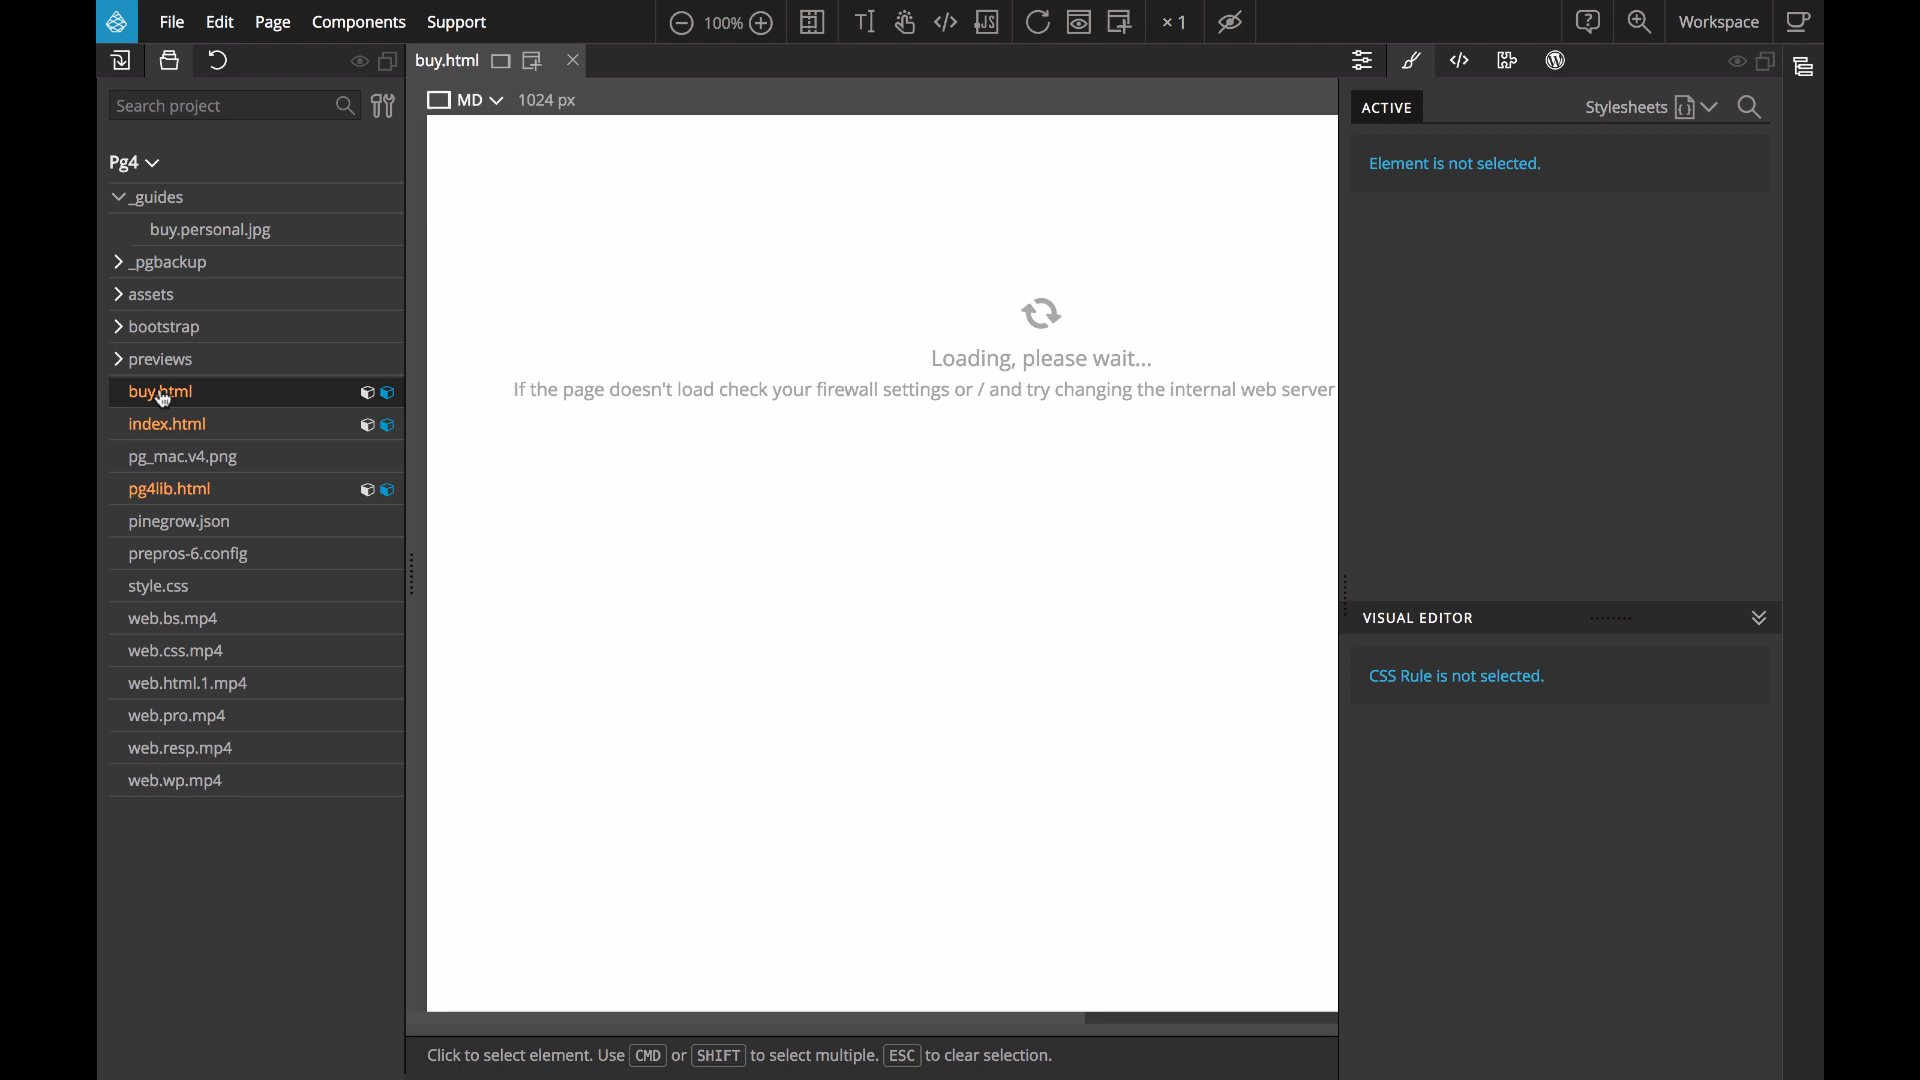 File Edit Page Components Support 100% JS × 1 Workspace
buy.html
Search project
MD 1024 px
ACTIVE Stylesheets
Element is not selected.
Pg4
_guides
buy.personal.jpg
_pgbackup
assets
bootstrap
previews
buy.html
index.html
pg_mac.v4.png
pg4lib.html
pinegrow.json
prepros-6.config
style.css
web.bs.mp4
web.css.mp4
web.html.1.mp4
web.pro.mp4
web.resp.mp4
web.wp.mp4
Loading, please wait...
If the page doesn't load check your firewall settings or / and try changing the internal web server
VISUAL EDITOR
CSS Rule is not selected.
Click to select element. Use CMD or SHIFT to select multiple. ESC to clear selection.